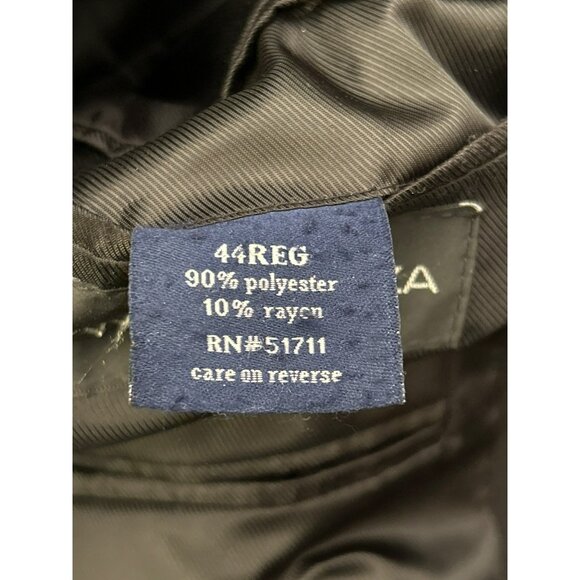 44REG
90% polyester
10% rayon
RN#51711
care on reverse